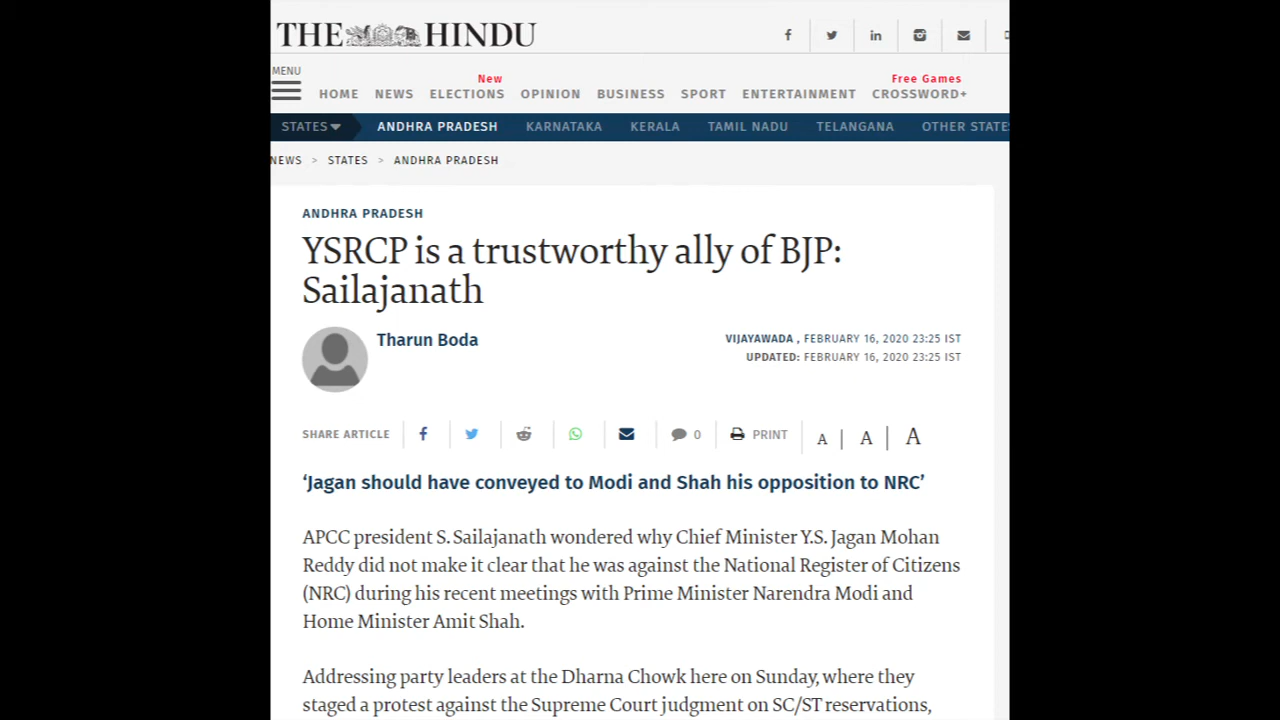 THE HINDU
MENU
New
Free Games
HOME NEWS ELECTIONS OPINION BUSINESS SPORT ENTERTAINMENT CROSSWORD+
STATES ANDHRA PRADESH KARNATAKA KERALA TAMIL NADU TELANGANA OTHER STATE
NEWS > STATES > ANDHRA PRADESH
ANDHRA PRADESH
YSRCP is a trustworthy ally of BJP:
Sailajanath
Tharun Boda
VIJAYAWADA , FEBRUARY 16, 2020 23:25 IST
UPDATED: FEBRUARY 16, 2020 23:25 IST
SHARE ARTICLE 0 PRINT A | A | A
‘Jagan should have conveyed to Modi and Shah his opposition to NRC’
APCC president S. Sailajanath wondered why Chief Minister Y.S. Jagan Mohan
Reddy did not make it clear that he was against the National Register of Citizens
(NRC) during his recent meetings with Prime Minister Narendra Modi and
Home Minister Amit Shah.
Addressing party leaders at the Dharna Chowk here on Sunday, where they
staged a protest against the Supreme Court judgment on SC/ST reservations,